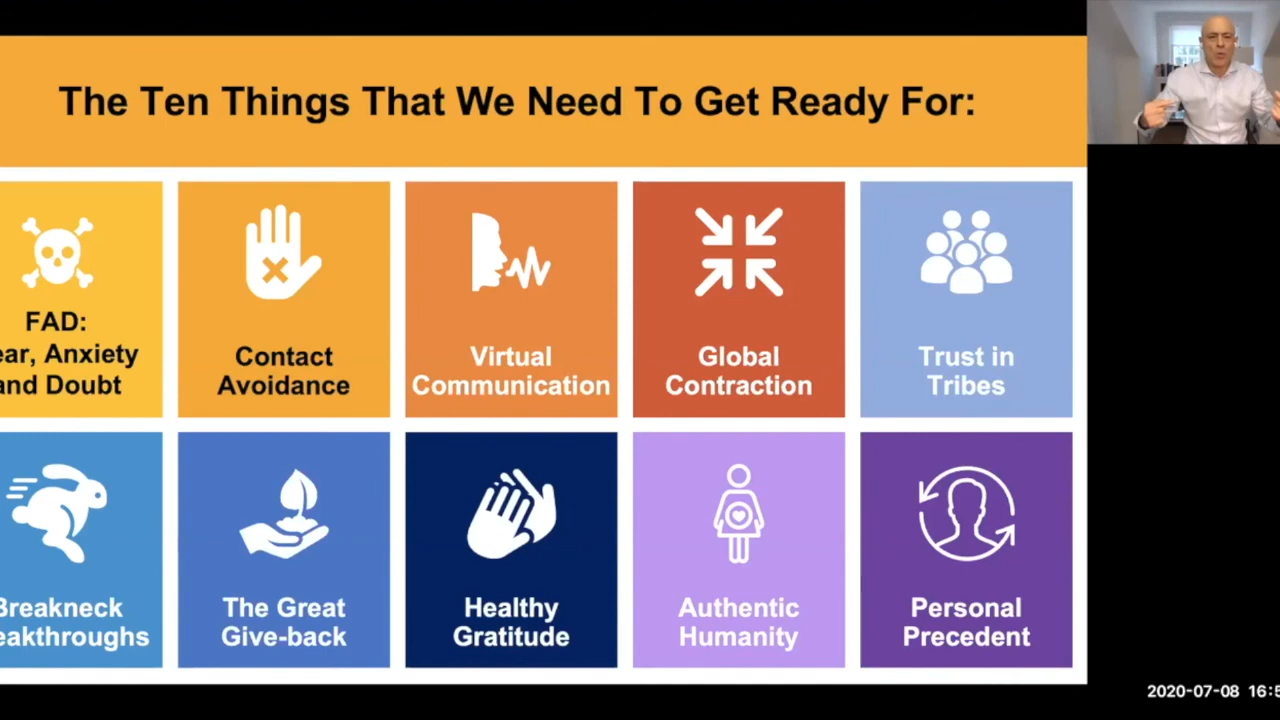 The Ten Things That We Need To Get Ready For:
FAD:
ear, Anxiety
and Doubt
Contact
Avoidance
Virtual
Communication
Global
Contraction
Trust in
Tribes
Breakneck
eakthroughs
The Great
Give-back
Healthy
Gratitude
Authentic
Humanity
Personal
Precedent
2020-07-08 16:5